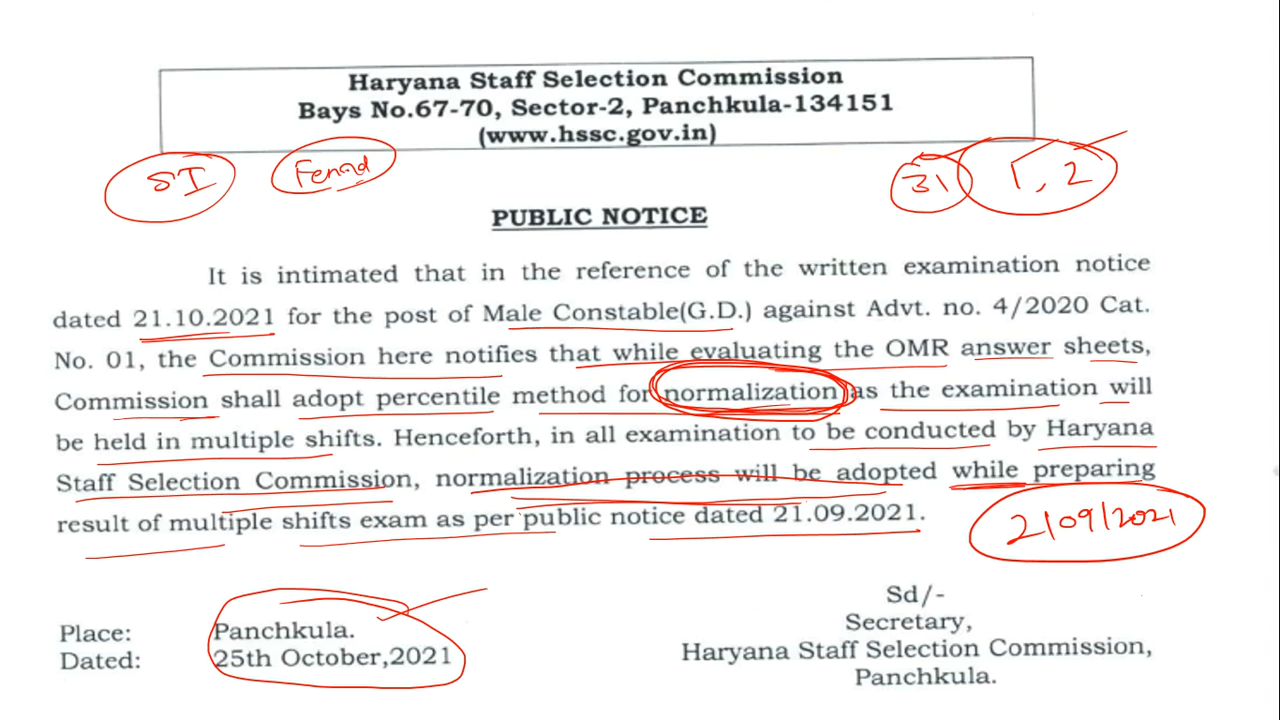 Haryana Staff Selection Commission
Bays No.67-70, Sector-2, Panchkula-134151
(www.hssc.gov.in)
SI
31 1, 2
PUBLIC NOTICE
It is intimated that in the reference of the written examination notice
dated 21.10.2021 for the post of Male Constable(G.D.) against Advt. no. 4/2020 Cat.
No. 01, the Commission here notifies that while evaluating the OMR answer sheets,
Commission shall adopt percentile method for normalization as the examination will
be held in multiple shifts. Henceforth, in all examination to be conducted by Haryana
Staff Selection Commission, normalization process will be adopted while preparing
result of multiple shifts exam as per public notice dated 21.09.2021.
21/09/2021
Sd/-
Secretary,
Haryana Staff Selection Commission,
Panchkula.
Place: Panchkula.
Dated: 25th October,2021